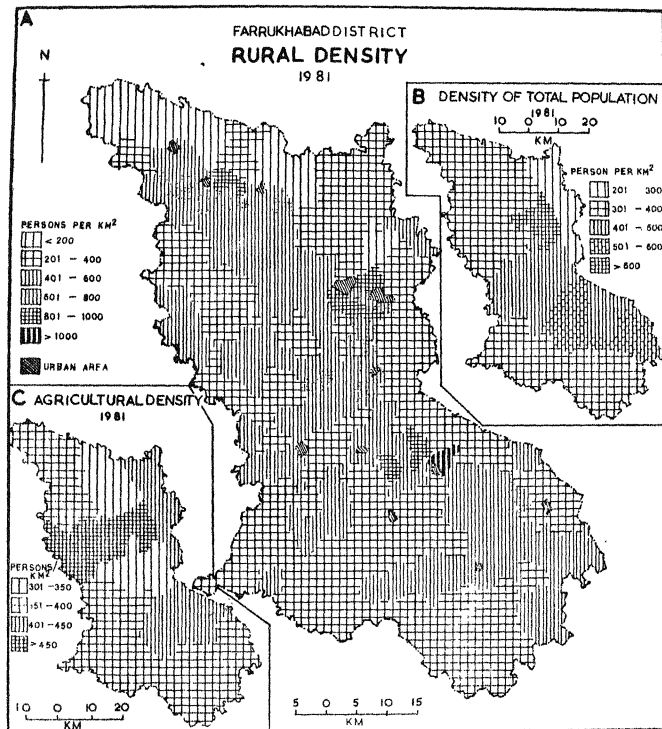 A
FARRUKHABAD DISTRICT
RURAL DENSITY
1981
N
PERSONS PER KM²
< 200
201 - 400
401 - 600
601 - 800
801 - 1000
> 1000
URBAN AREA
5 0 5 10 15
KM
B DENSITY OF TOTAL POPULATION
1981
10 0 10 20
KM
PERSON PER KM²
201 300
301 - 400
401 - 500
501 - 600
> 600
C AGRICULTURAL DENSITY
1981
PERSONS/
KM²
301 - 350
351 - 400
401 - 450
> 450
10 0 10 20
KM